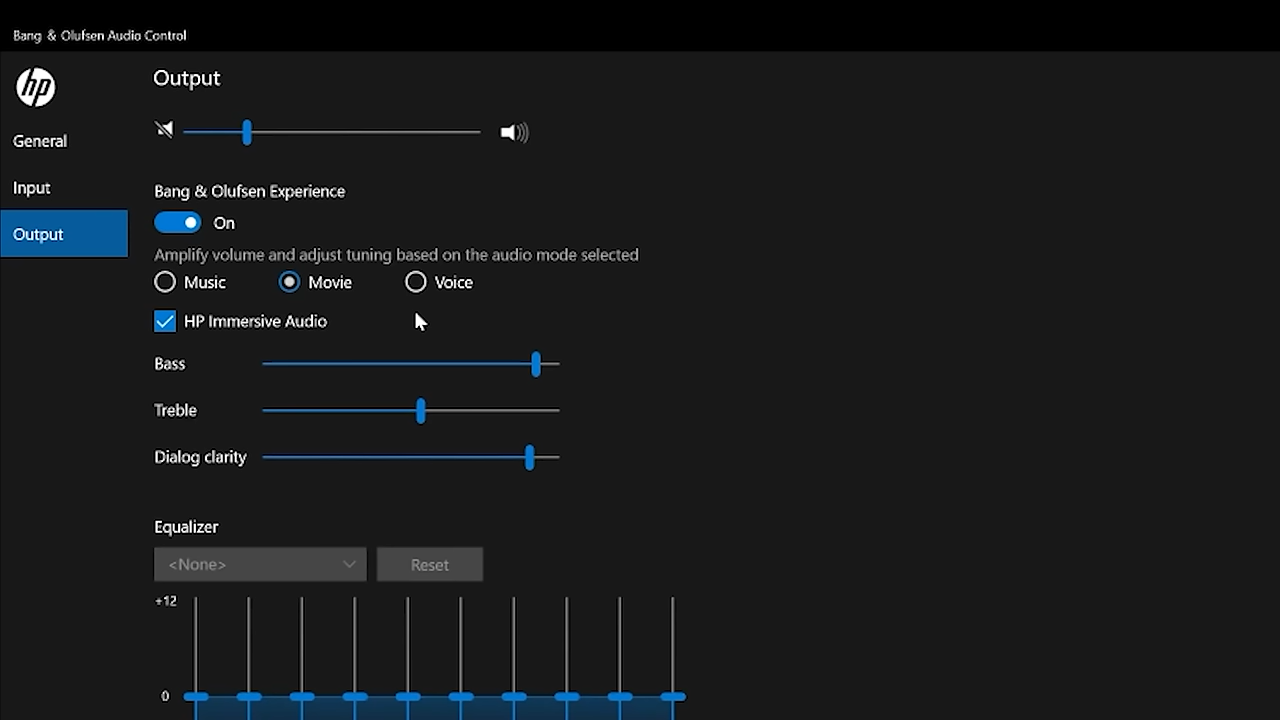 Bang & Olufsen Audio Control
hp
Output
General
Input
Output
Bang & Olufsen Experience
On
Amplify volume and adjust tuning based on the audio mode selected
Music Movie Voice
HP Immersive Audio
Bass
Treble
Dialog clarity
Equalizer
<None> Reset
+12
0